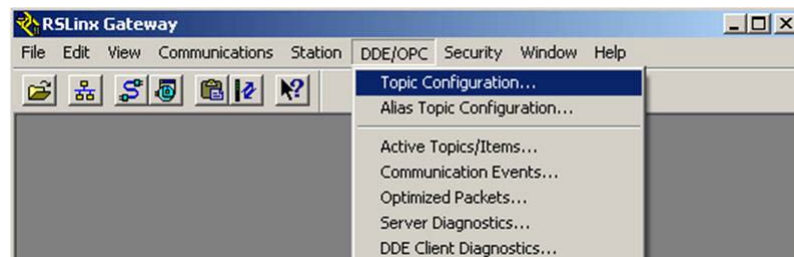 RSLinx Gateway
File Edit View Communications Station DDE/OPC Security Window Help
Topic Configuration...
Alias Topic Configuration...
Active Topics/Items...
Communication Events...
Optimized Packets...
Server Diagnostics...
DDE Client Diagnostics...